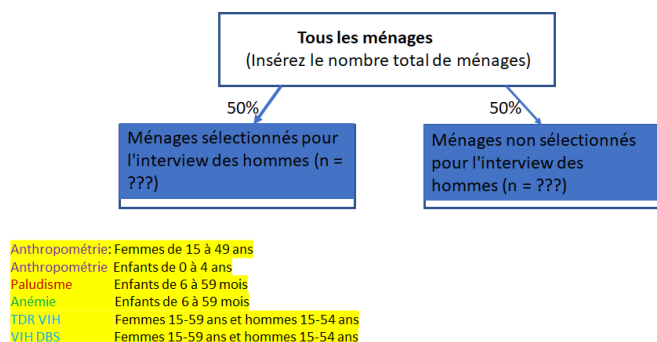 Tous les ménages
(Insérez le nombre total de ménages)
50%
50%
Ménages sélectionnés pour
l'interview des hommes (n =
???)
Ménages non sélectionnés
pour l'interview des
hommes (n = ???)
Anthropométrie: Femmes de 15 à 49 ans
Anthropométrie Enfants de 0 à 4 ans
Paludisme Enfants de 6 à 59 mois
Anémie Enfants de 6 à 59 mois
TDR VIH Femmes 15-59 ans et hommes 15-54 ans
VIH DBS Femmes 15-59 ans et hommes 15-54 ans